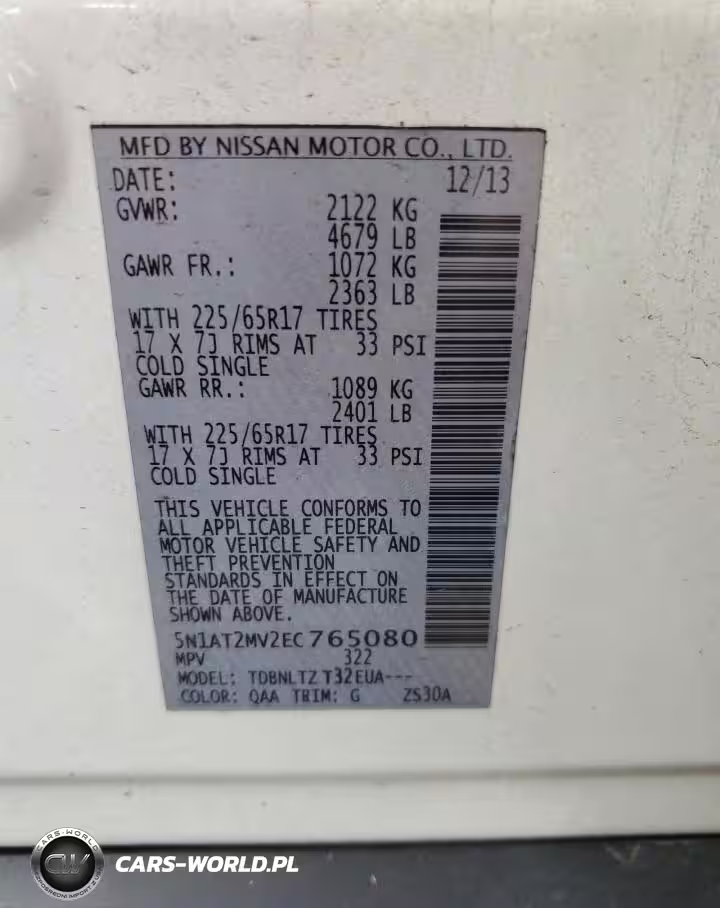 MFD BY NISSAN MOTOR CO., LTD.
DATE: 12/13
GVWR: 2122 KG
4679 LB
GAWR FR.: 1072 KG
2363 LB
WITH 225/65R17 TIRES
17 X 7J RIMS AT 33 PSI
COLD SINGLE
GAWR RR.: 1089 KG
2401 LB
WITH 225/65R17 TIRES
17 X 7J RIMS AT 33 PSI
COLD SINGLE
THIS VEHICLE CONFORMS TO
ALL APPLICABLE FEDERAL
MOTOR VEHICLE SAFETY AND
THEFT PREVENTION
STANDARDS IN EFFECT ON
THE DATE OF MANUFACTURE
SHOWN ABOVE.
5N1AT2MV2EC765080
MPV 322
MODEL: TDBNLTZ T32EUA---
COLOR: QAA TRIM: G ZS30A
CARS-WORLD
CW
CARS-WORLD.PL